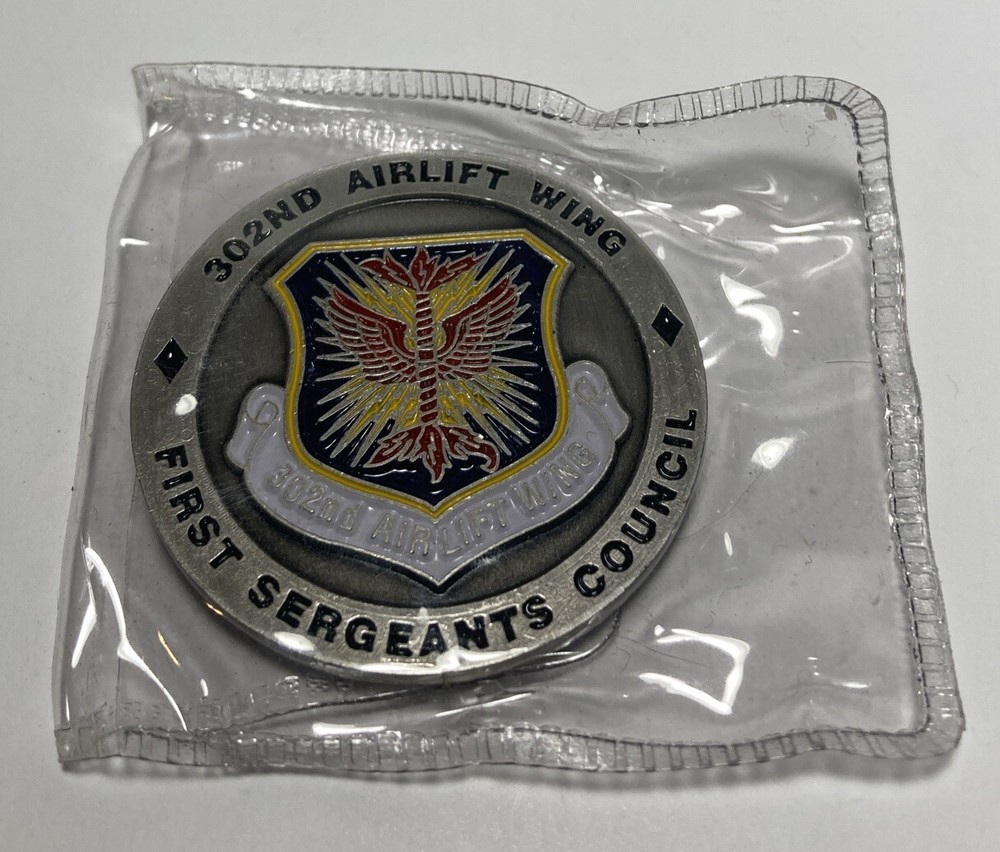 302ND AIRLIFT WING
302nd AIRLIFT WING
FIRST SERGEANTS COUNCIL